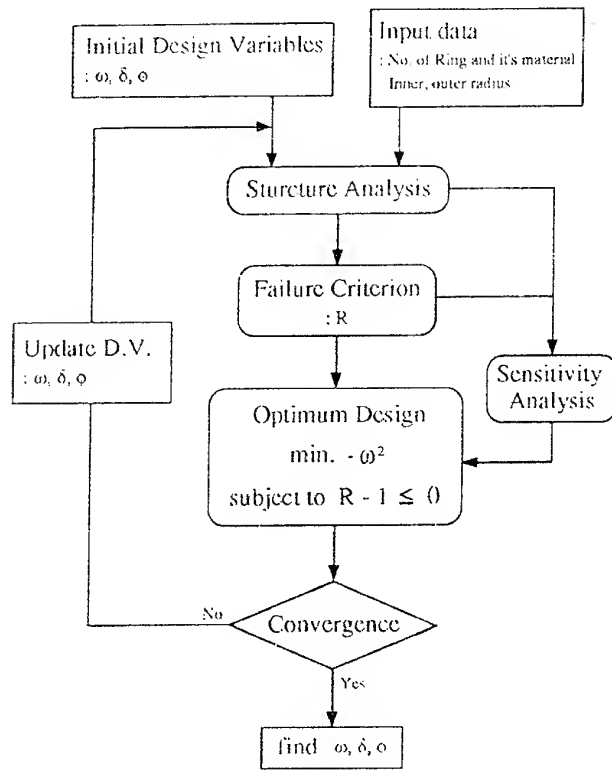 Initial Design Variables
: ω, δ, φ
Input data
: No. of Ring and it's material
Inner, outer radius
Sturcture Analysis
Failure Criterion
: R
Update D.V.
: ω, δ, φ
Sensitivity
Analysis
Optimum Design
min. - ω²
subject to R - 1 ≦ 0
No
Convergence
Yes
find ω, δ, φ